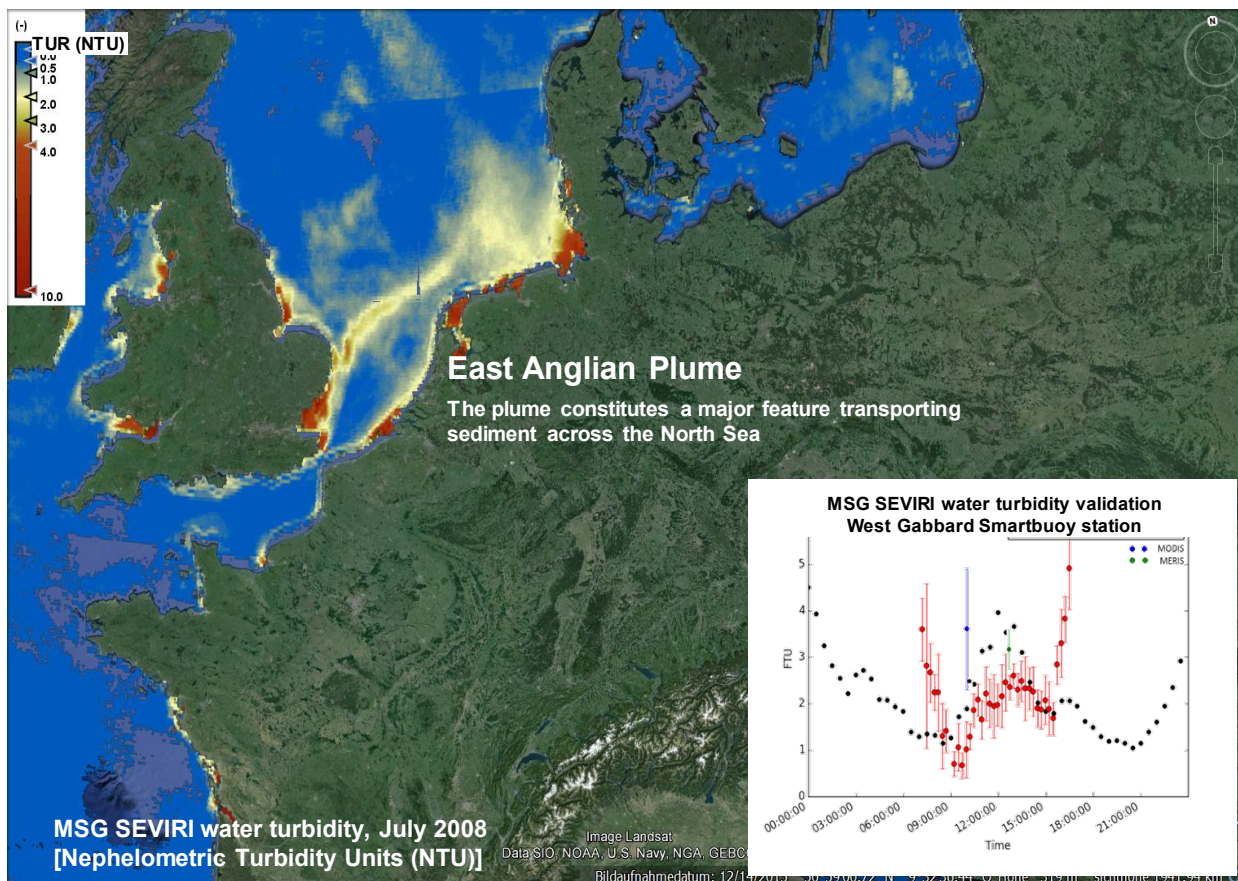 (-)
TUR (NTU)
0.0
0.5
1.0
2.0
3.0
4.0
10.0
N
East Anglian Plume
The plume constitutes a major feature transporting
sediment across the North Sea
MSG SEVIRI water turbidity validation
West Gabbard Smartbuoy station
MODIS
MERIS
5
4
3
2
1
0
FTU
00:00:00
03:00:00
06:00:00
09:00:00
12:00:00
15:00:00
18:00:00
21:00:00
Time
MSG SEVIRI water turbidity, July 2008
[Nephelometric Turbidity Units (NTU)]
Image Landsat
Data SIO, NOAA, U.S. Navy, NGA, GEBC
Bildaufnahmedatum: 12/14/2015